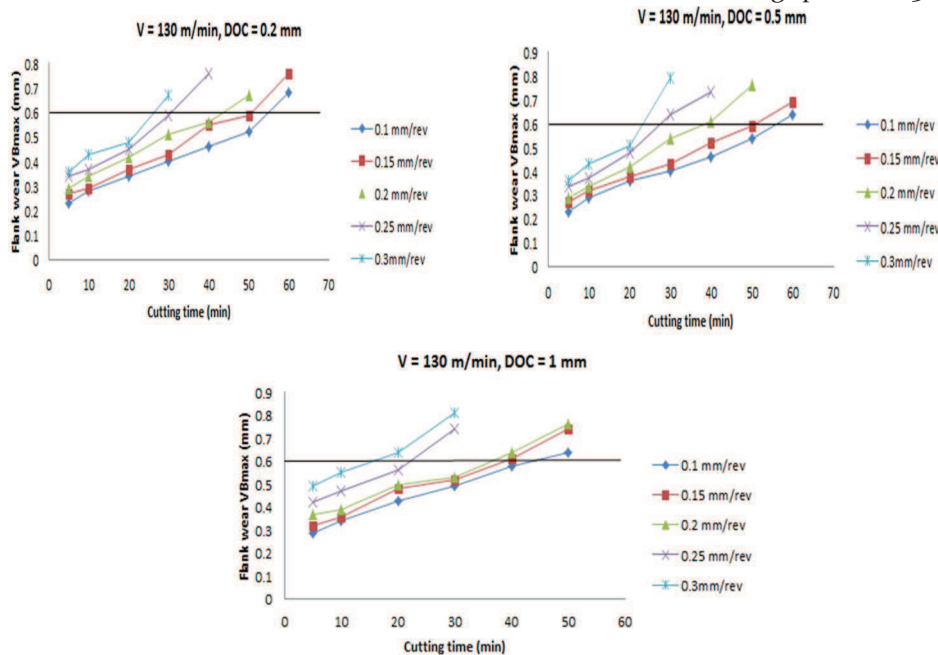 V = 130 m/min, DOC = 0.2 mm
Flank wear VBmax (mm)
0.8
0.7
0.6
0.5
0.4
0.3
0.2
0.1
0
0 10 20 30 40 50 60 70
Cutting time (min)
0.1 mm/rev
0.15 mm/rev
0.2 mm/rev
0.25 mm/rev
0.3mm/rev
V = 130 m/min, DOC = 0.5 mm
Flank wear VBmax (mm)
0.9
0.8
0.7
0.6
0.5
0.4
0.3
0.2
0.1
0
0 10 20 30 40 50 60 70
Cutting time (min)
0.1 mm/rev
0.15 mm/rev
0.2 mm/rev
0.25 mm/rev
0.3mm/rev
V = 130 m/min, DOC = 1 mm
Flank wear VBmax (mm)
0.9
0.8
0.7
0.6
0.5
0.4
0.3
0.2
0.1
0
0 10 20 30 40 50 60
Cutting time (min)
0.1 mm/rev
0.15 mm/rev
0.2 mm/rev
0.25 mm/rev
0.3mm/rev